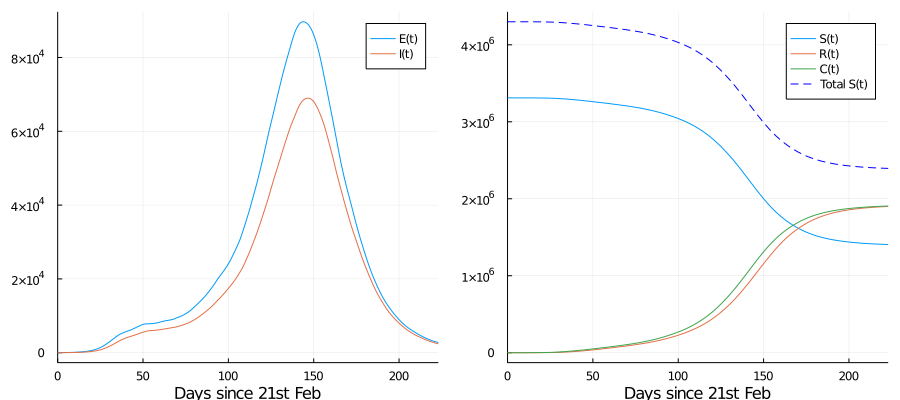 8×10⁴
6×10⁴
4×10⁴
2×10⁴
0
0
50
100
150
200
Days since 21st Feb
E(t)
I(t)
4×10⁶
3×10⁶
2×10⁶
1×10⁶
0
0
50
100
150
200
Days since 21st Feb
S(t)
R(t)
C(t)
Total S(t)